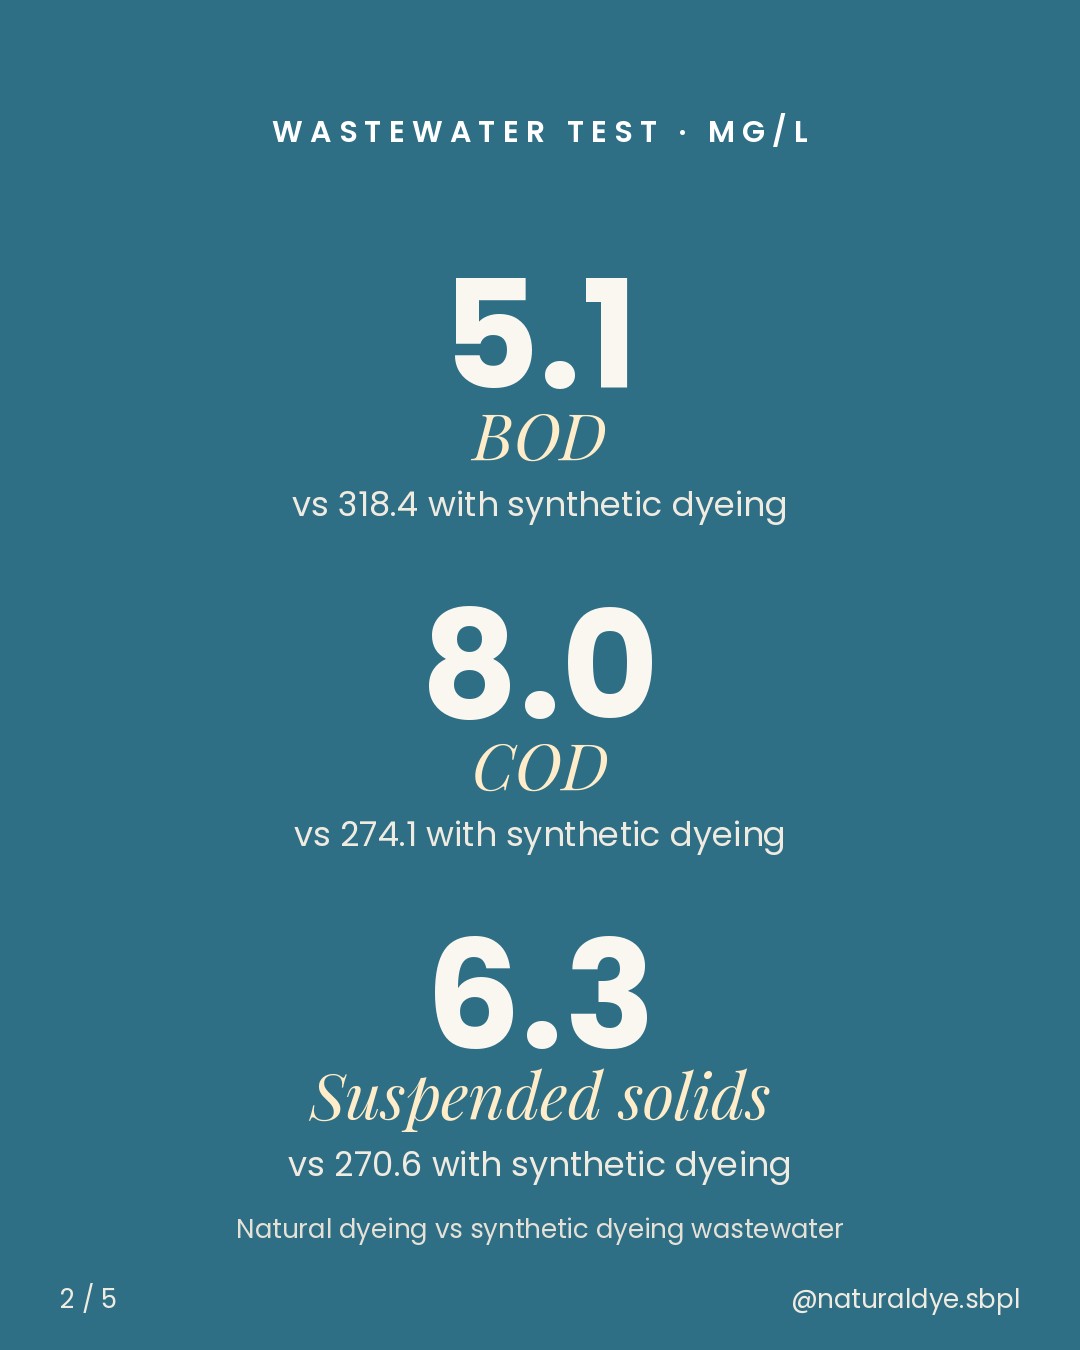 WASTEWATER TEST · MG/L
5.1
BOD
vs 318.4 with synthetic dyeing
8.0
COD
vs 274.1 with synthetic dyeing
6.3
Suspended solids
vs 270.6 with synthetic dyeing
Natural dyeing vs synthetic dyeing wastewater
2 / 5
@naturaldye.sbpl